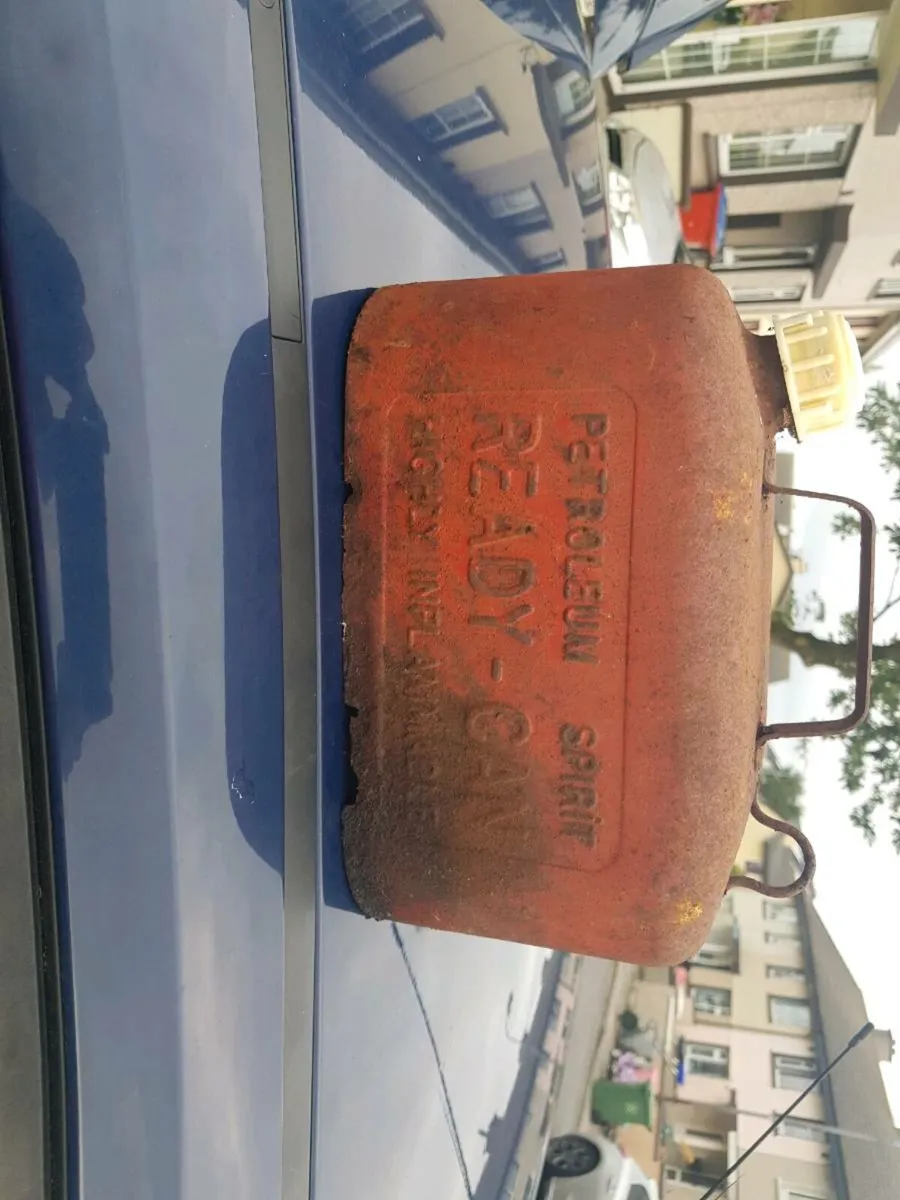 PETROLEUM SPIRIT
READY-CAN
HIGHLY INFLAMMABLE